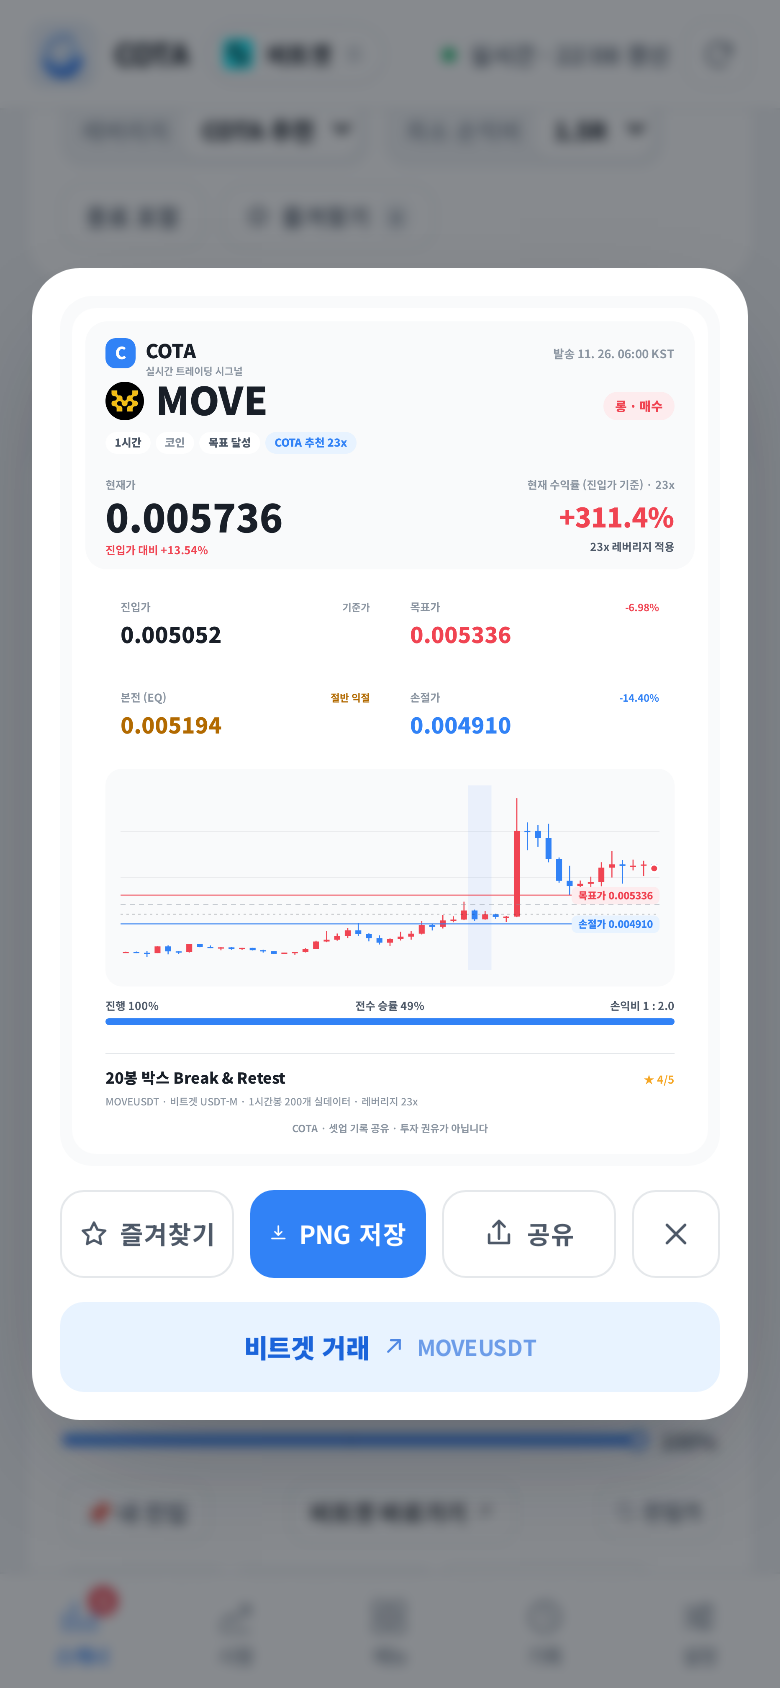 COTA
C COTA
발송 11. 26. 06:00 KST
실시간 트레이딩 시그널
MOVE
롱 · 매수
1시간 코인 목표 달성 COTA 추천 23x
현재가
현재 수익률 (진입가 기준) · 23x
0.005736
+311.4%
진입가 대비 +13.54%
23x 레버리지 적용
진입가 기준가
0.005052
목표가 -6.98%
0.005336
본전 (EQ) 절반 익절
0.005194
손절가 -14.40%
0.004910
목표가 0.005336
손절가 0.004910
진행 100% 전수 승률 49% 손익비 1 : 2.0
20봉 박스 Break & Retest
★ 4/5
MOVEUSDT · 비트겟 USDT-M · 1시간봉 200개 실데이터 · 레버리지 23x
COTA · 셋업 기록 공유 · 투자 권유가 아닙니다
즐겨찾기 PNG 저장 공유
비트겟 거래 ↗ MOVEUSDT